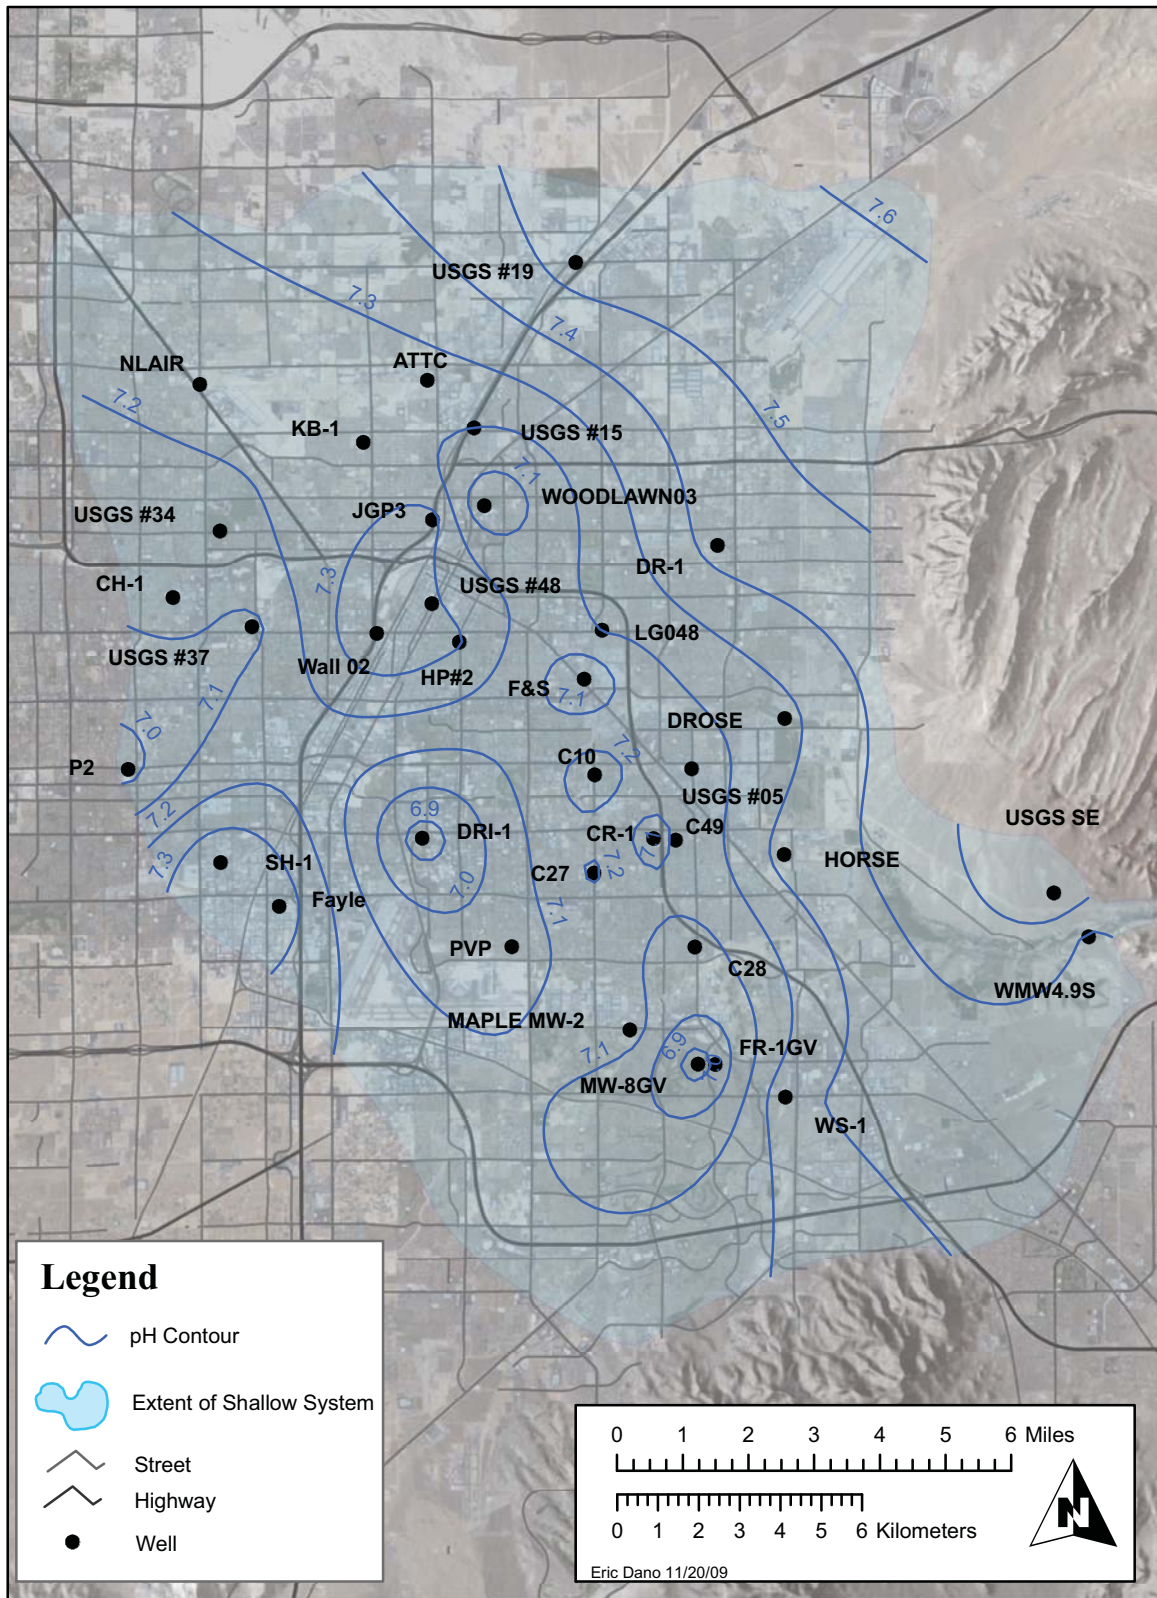 7.6
USGS #19
7.3
7.4
NLAIR
ATTC
7.2
7.5
KB-1
USGS #15
7.1
WOODLAWN03
USGS #34
JGP3
DR-1
CH-1
7.3
USGS #48
LG048
USGS #37
Wall 02
HP#2
F&S
7.1
7.1
7.0
DROSE
P2
C10
7.2
USGS #05
7.2
6.9
USGS SE
DRI-1
CR-1
7.1
C49
7.3
SH-1
C27
7.2
HORSE
7.0
Fayle
7.1
PVP
C28
WMW4.9S
MAPLE MW-2
7.1
6.9
FR-1GV
MW-8GV
7.0
WS-1
Legend
pH Contour
Extent of Shallow System
Street
Highway
Well
0 1 2 3 4 5 6 Miles
0 1 2 3 4 5 6 Kilometers
N
Eric Dano 11/20/09